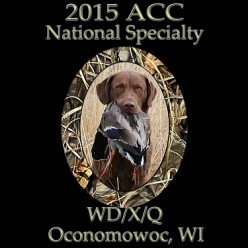 2015 ACC
National Specialty
WD/X/Q
Oconomowoc, WI